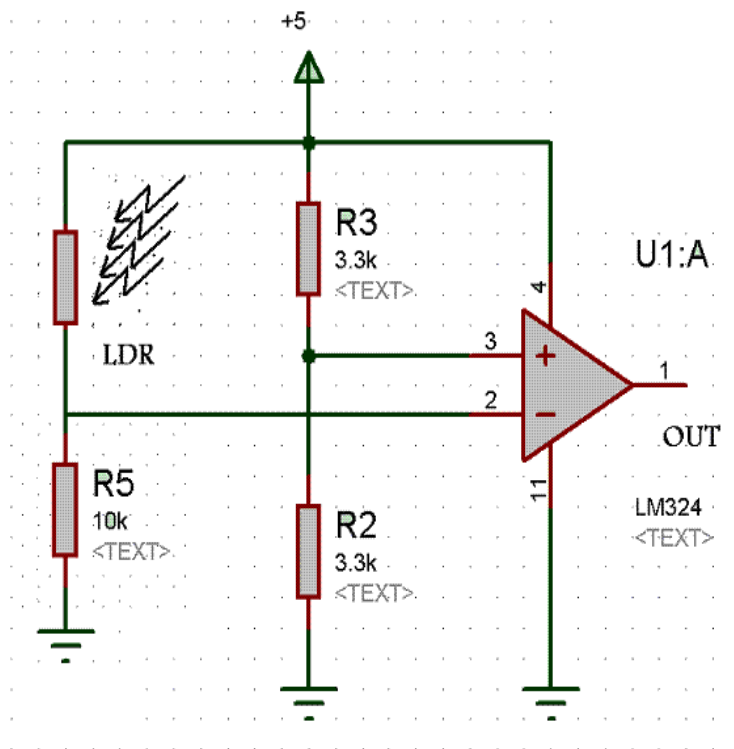 +5
R3
3.3k
<TEXT>
U1:A
4
3
+
1
LDR
2
−
OUT
R5
10k
<TEXT>
11
LM324
<TEXT>
R2
3.3k
<TEXT>